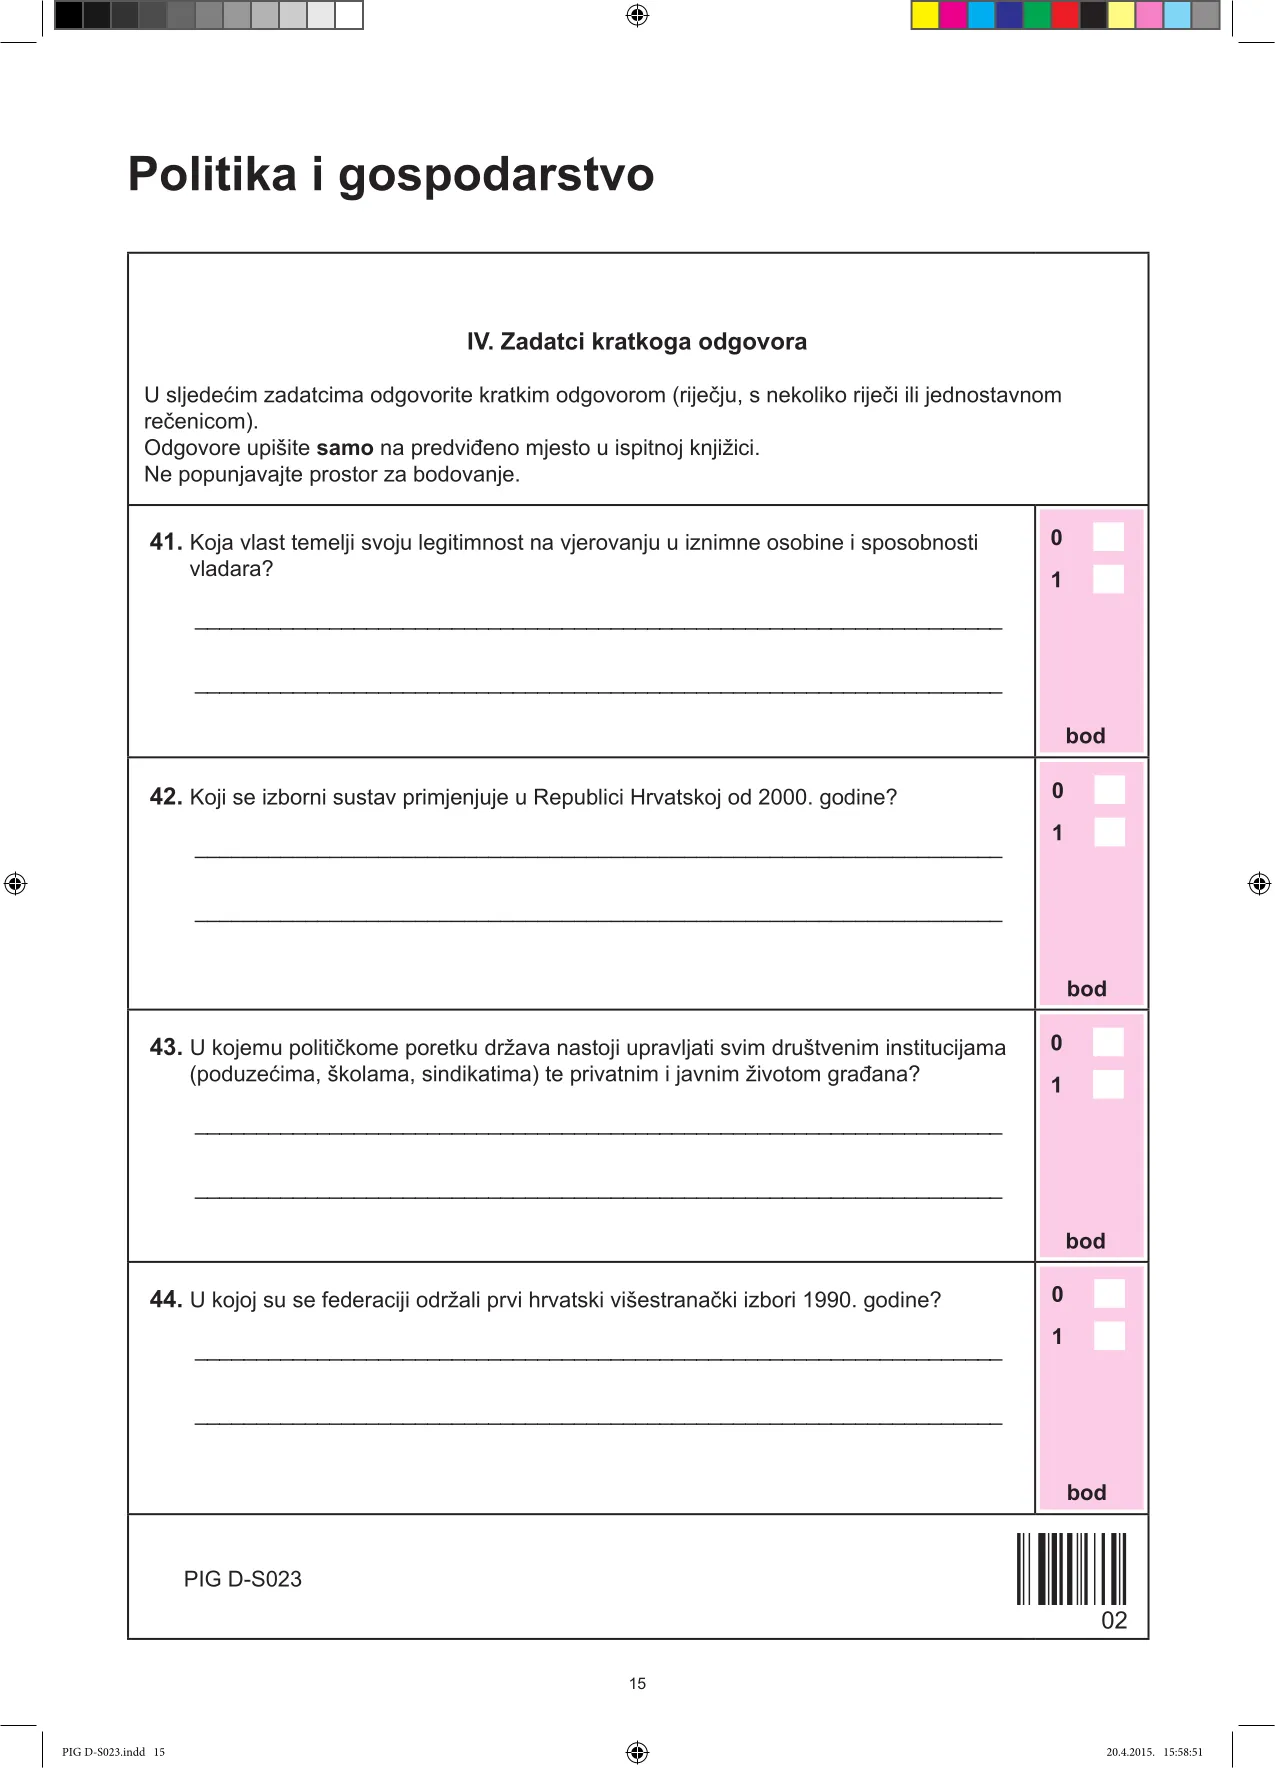 Politika i gospodarstvo
IV. Zadatci kratkoga odgovora
U sljedećim zadatcima odgovorite kratkim odgovorom (riječju, s nekoliko riječi ili jednostavnom
rečenicom).
Odgovore upišite samo na predviđeno mjesto u ispitnoj knjižici.
Ne popunjavajte prostor za bodovanje.
41. Koja vlast temelji svoju legitimnost na vjerovanju u iznimne osobine i sposobnosti
vladara?
0
1
bod
42. Koji se izborni sustav primjenjuje u Republici Hrvatskoj od 2000. godine?
0
1
bod
43. U kojemu političkome poretku država nastoji upravljati svim društvenim institucijama
(poduzećima, školama, sindikatima) te privatnim i javnim životom građana?
0
1
bod
44. U kojoj su se federaciji održali prvi hrvatski višestranački izbori 1990. godine?
0
1
bod
PIG D-S023
02
15
PIG D-S023.indd 15
20.4.2015. 15:58:51